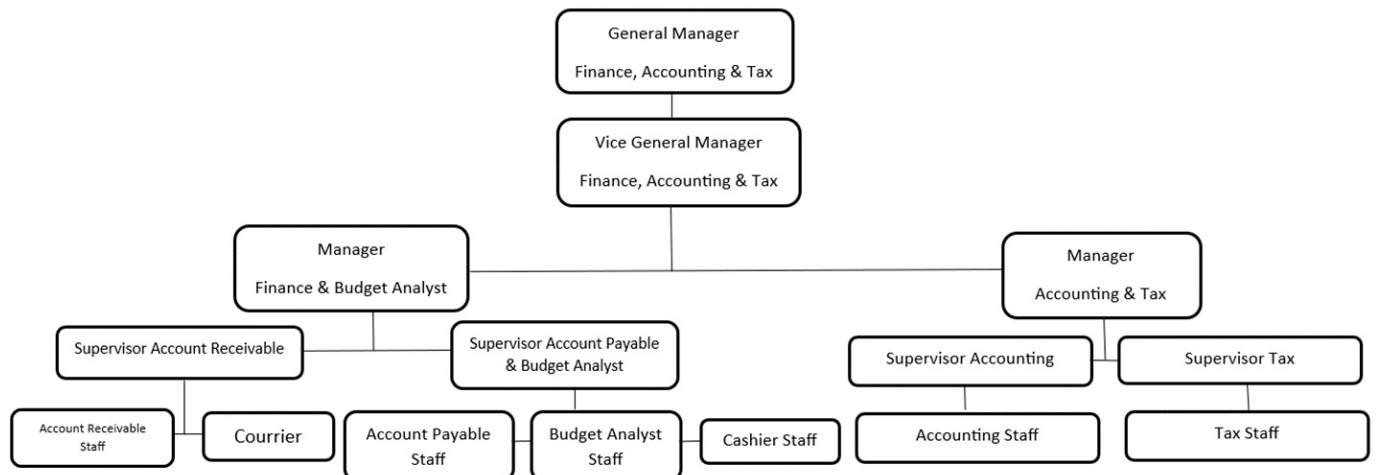 General Manager
Finance, Accounting & Tax
Vice General Manager
Finance, Accounting & Tax
Manager
Finance & Budget Analyst
Manager
Accounting & Tax
Supervisor Account Receivable
Supervisor Account Payable
& Budget Analyst
Supervisor Accounting
Supervisor Tax
Account Receivable
Staff
Courrier
Account Payable
Staff
Budget Analyst
Staff
Cashier Staff
Accounting Staff
Tax Staff